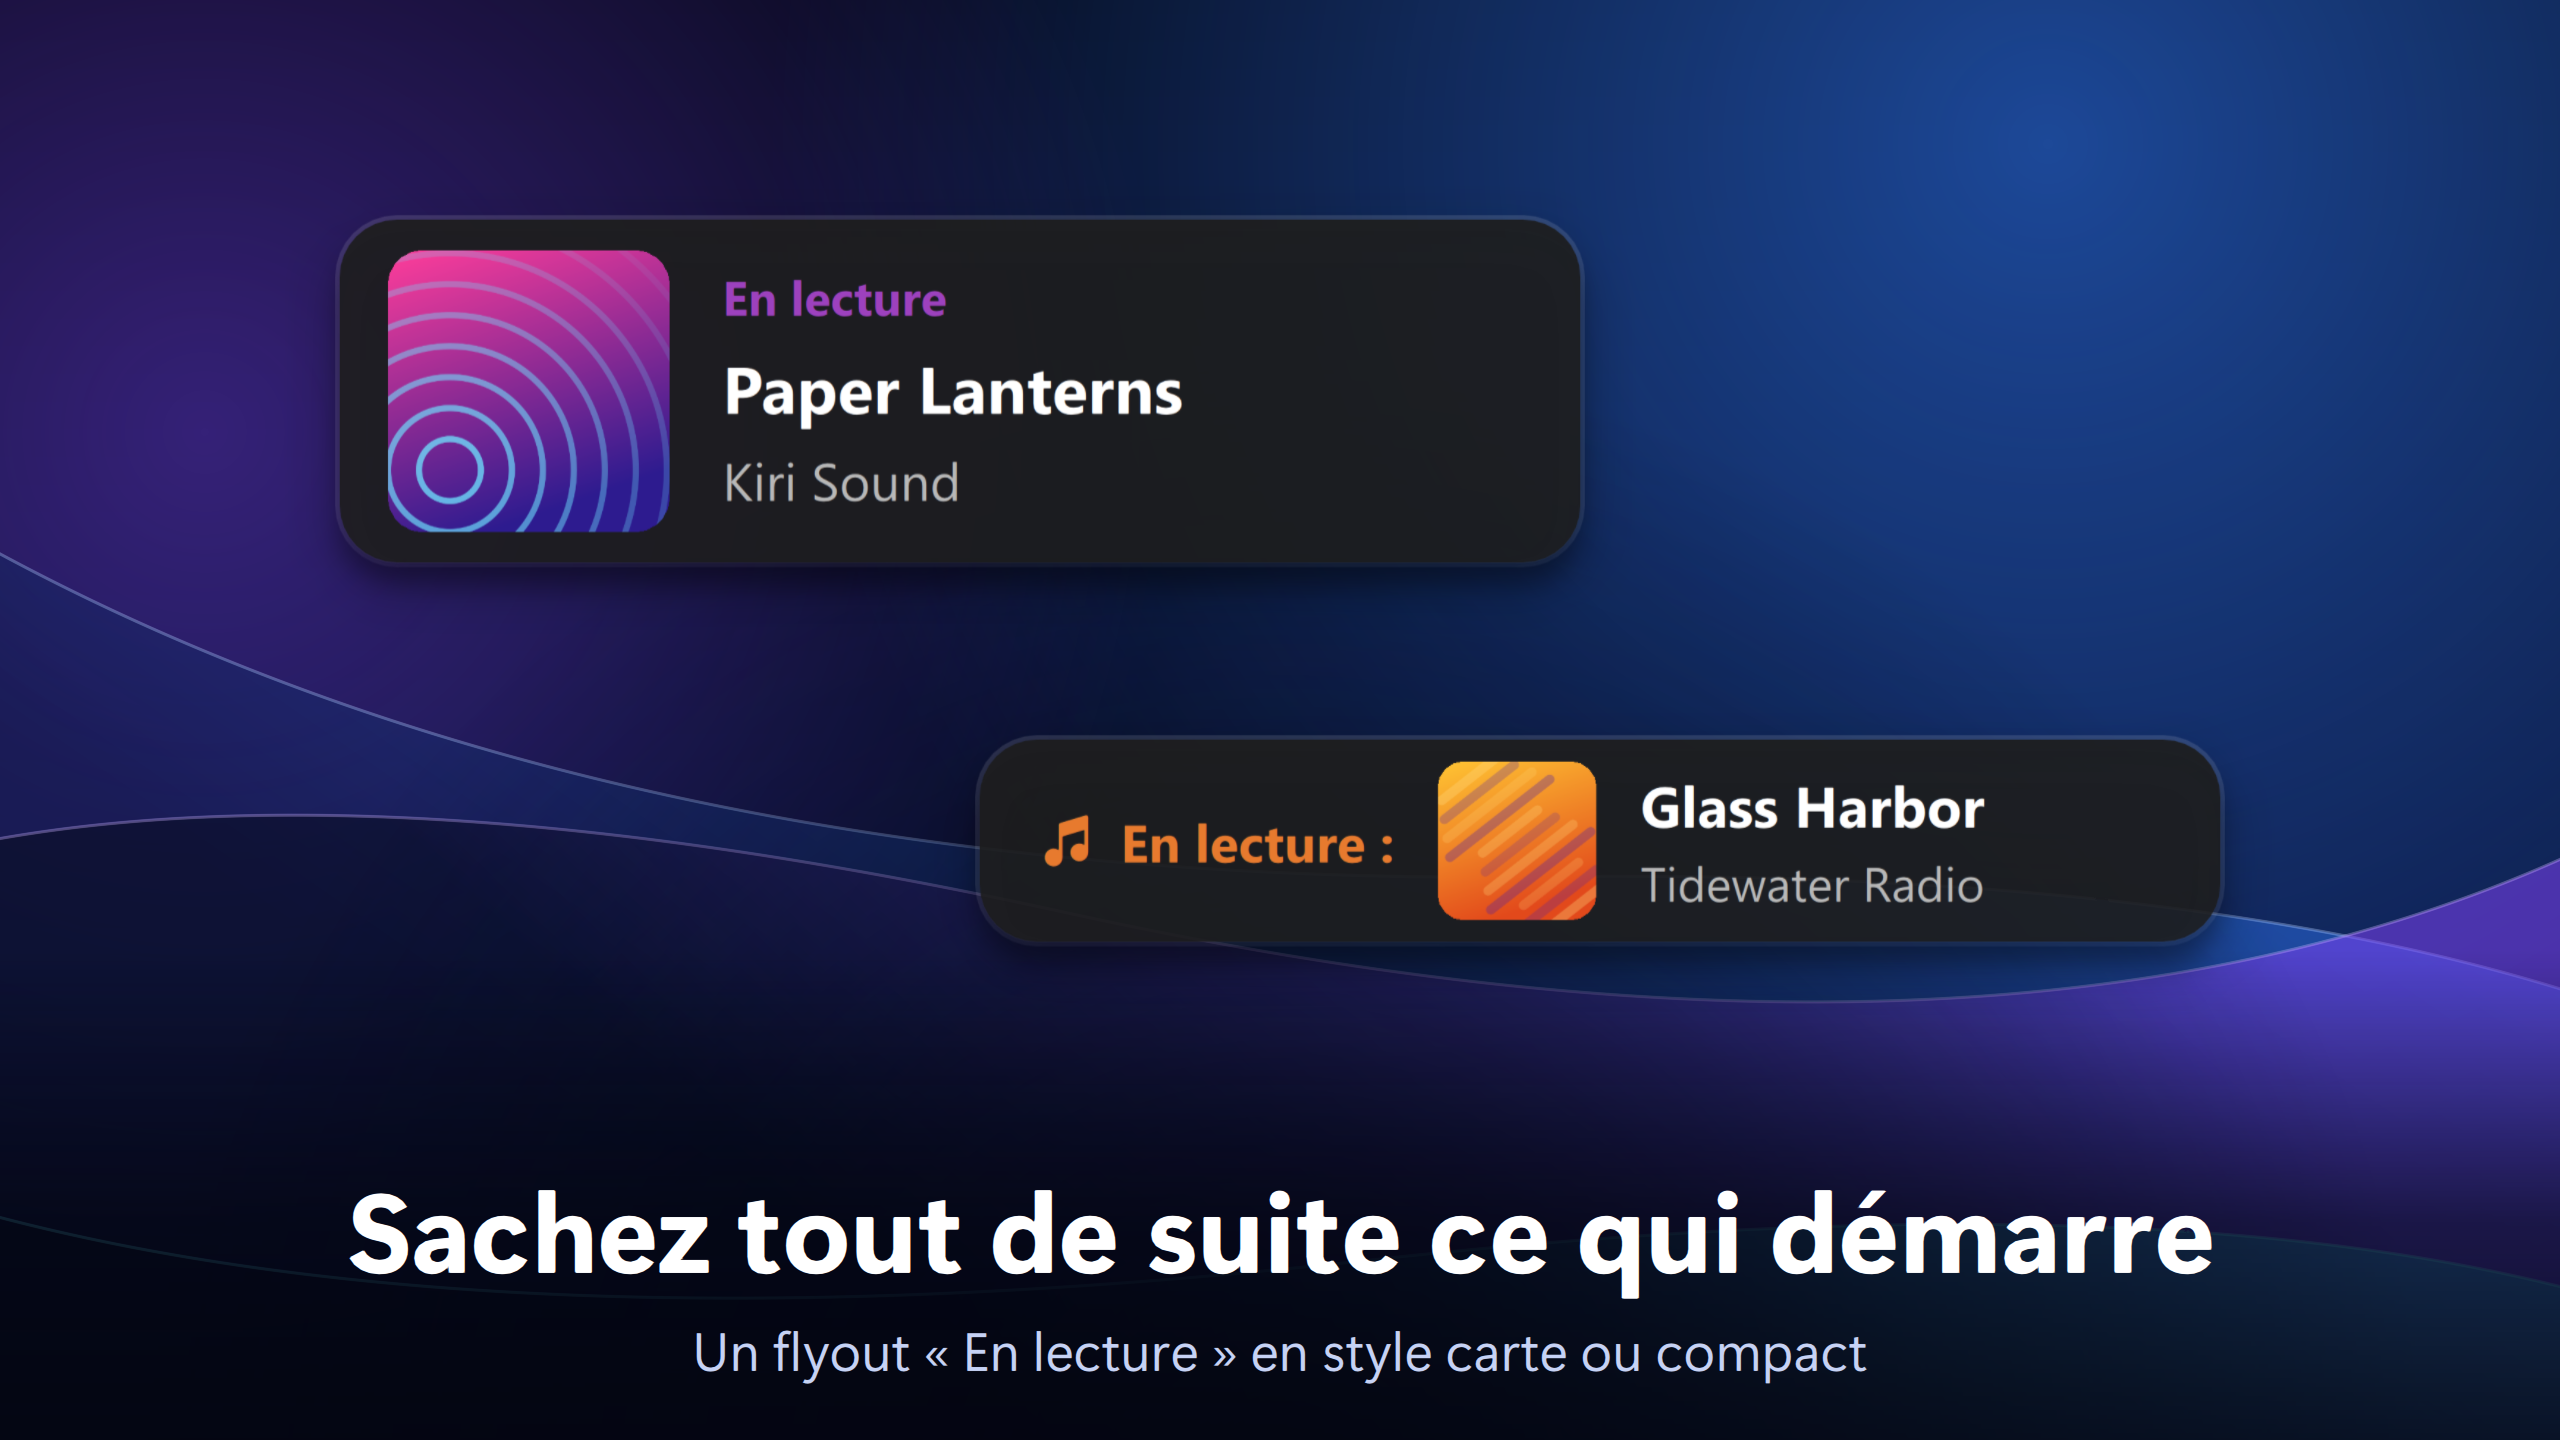 En lecture
Paper Lanterns
Kiri Sound
En lecture :
Glass Harbor
Tidewater Radio
Sachez tout de suite ce qui démarre
Un flyout « En lecture » en style carte ou compact